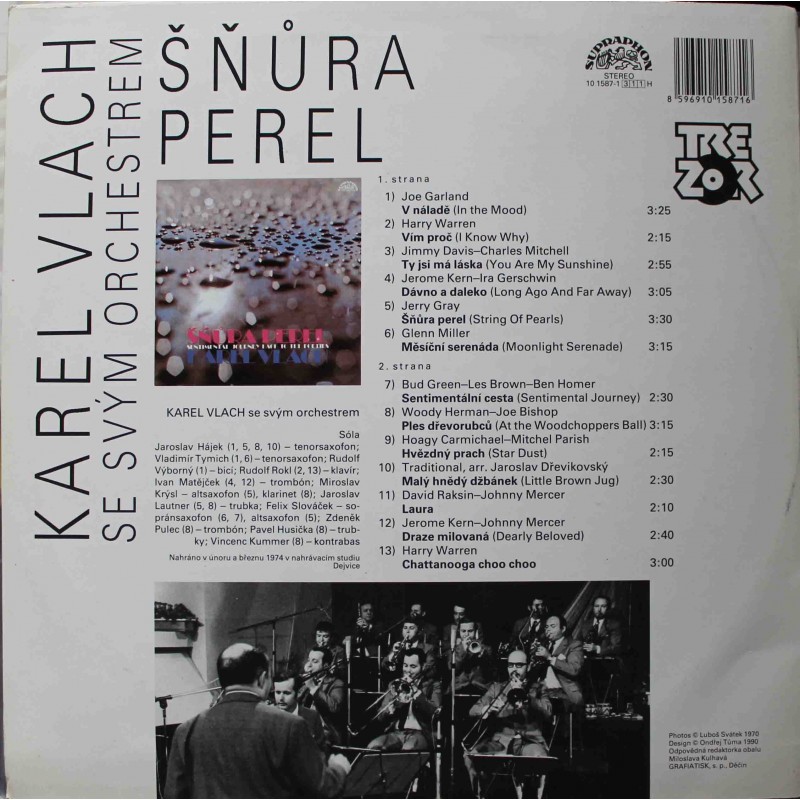 KAREL VLACH
SE SVÝM ORCHESTREM
ŠŇŮRA
PEREL
SUPRAPHON
STEREO
10 1587-1 311 H
8 596910 158716
TREZOR
1. strana
1) Joe Garland
V náladě (In the Mood) 3:25
2) Harry Warren
Vím proč (I Know Why) 2:15
3) Jimmy Davis–Charles Mitchell
Ty jsi má láska (You Are My Sunshine) 2:55
4) Jerome Kern–Ira Gerschwin
Dávno a daleko (Long Ago And Far Away) 3:05
5) Jerry Gray
Šňůra perel (String Of Pearls) 3:30
6) Glenn Miller
Měsíční serenáda (Moonlight Serenade) 3:15
2. strana
7) Bud Green–Les Brown–Ben Homer
Sentimentální cesta (Sentimental Journey) 2:30
8) Woody Herman–Joe Bishop
Ples dřevorubců (At the Woodchoppers Ball) 3:15
9) Hoagy Carmichael–Mitchel Parish
Hvězdný prach (Star Dust) 2:15
10) Traditional, arr. Jaroslav Dřevikovský
Malý hnědý džbánek (Little Brown Jug) 2:30
11) David Raksin–Johnny Mercer
Laura 2:10
12) Jerome Kern–Johnny Mercer
Draze milovaná (Dearly Beloved) 2:40
13) Harry Warren
Chattanooga choo choo 3:00
ŠŇŮRA PEREL
SENTIMENTAL JOURNEY BACK TO THE FORTIES
KAREL VLACH
KAREL VLACH se svým orchestrem
Sóla
Jaroslav Hájek (1, 5, 8, 10) – tenorsaxofon;
Vladimír Tymich (1, 6) – tenorsaxofon; Rudolf
Výborný (1) – bicí; Rudolf Rokl (2, 13) – klavír;
Ivan Matějček (4, 12) – trombón; Miroslav
Krýsl – altsaxofon (5), klarinet (8); Jaroslav
Lautner (5, 8) – trubka; Felix Slováček – so-
pránsaxofon (6, 7), altsaxofon (5); Zdeněk
Pulec (8) – trombón; Pavel Husička (8) – trub-
ky; Vincenc Kummer (8) – kontrabas
Nahráno v únoru a březnu 1974 v nahrávacím studiu
Dejvice
Photos © Luboš Svátek 1970
Design © Ondřej Tůma 1990
Odpovědná redaktorka obalu
Miloslava Kulhavá
GRAFIATISK, s. p., Děčín